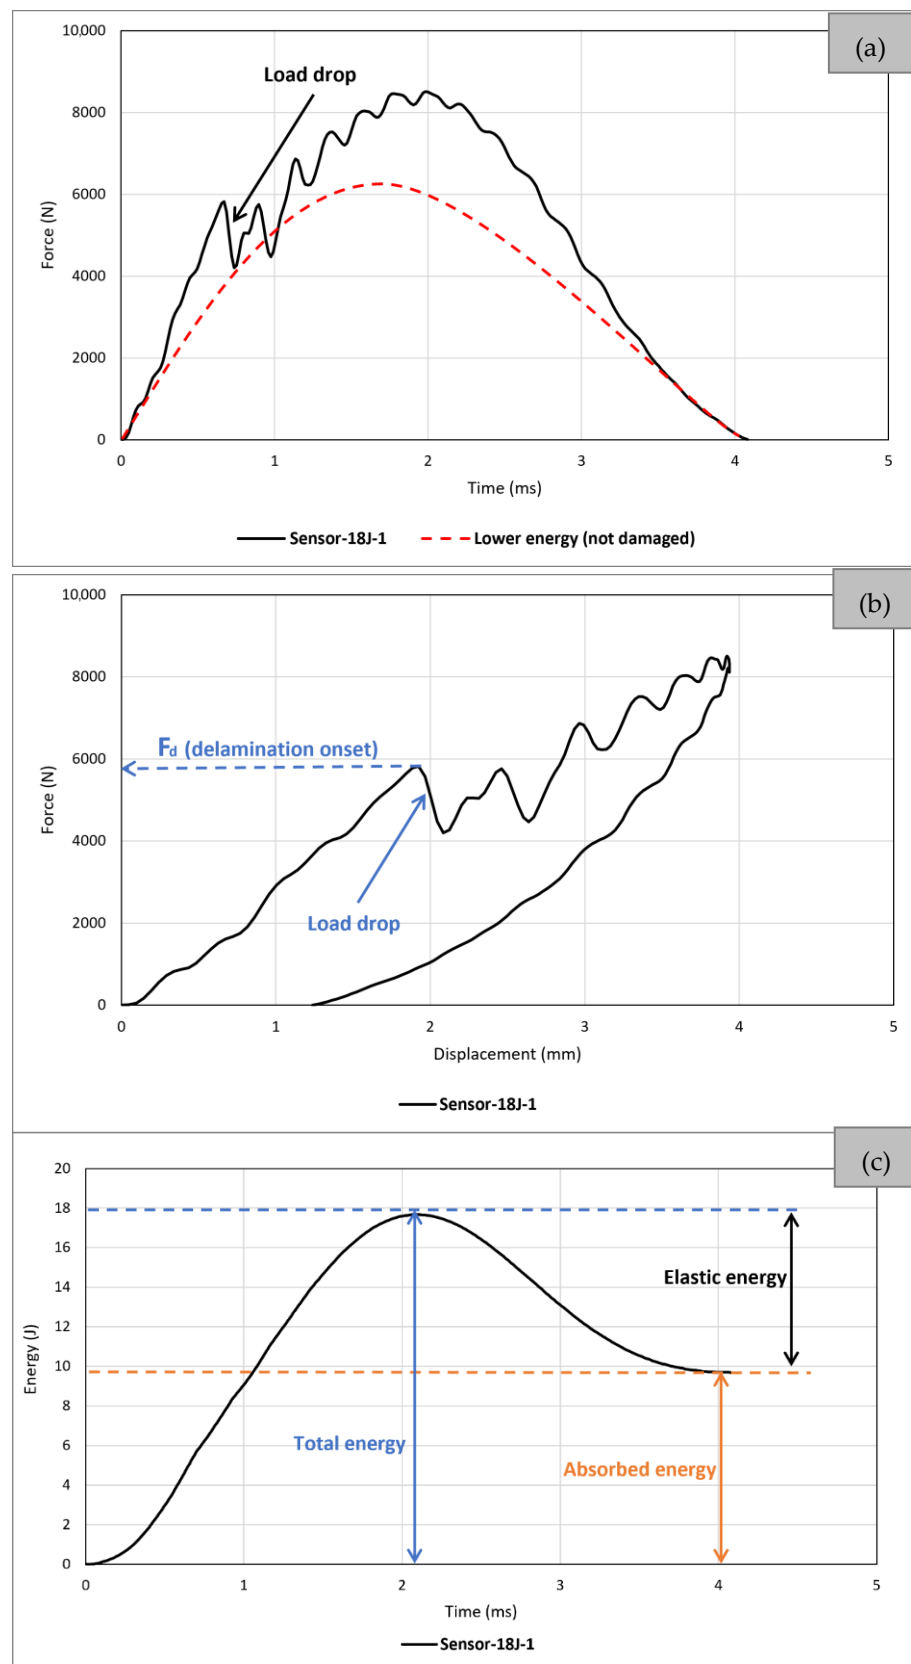 (a)
10,000
8000
6000
4000
2000
0
Force (N)
Load drop
0 1 2 3 4 5
Time (ms)
Sensor-18J-1 Lower energy (not damaged)
(b)
10,000
8000
6000
4000
2000
0
Force (N)
Fd (delamination onset)
Load drop
0 1 2 3 4 5
Displacement (mm)
Sensor-18J-1
(c)
20
18
16
14
12
10
8
6
4
2
0
Energy (J)
Elastic energy
Total energy
Absorbed energy
0 1 2 3 4 5
Time (ms)
Sensor-18J-1